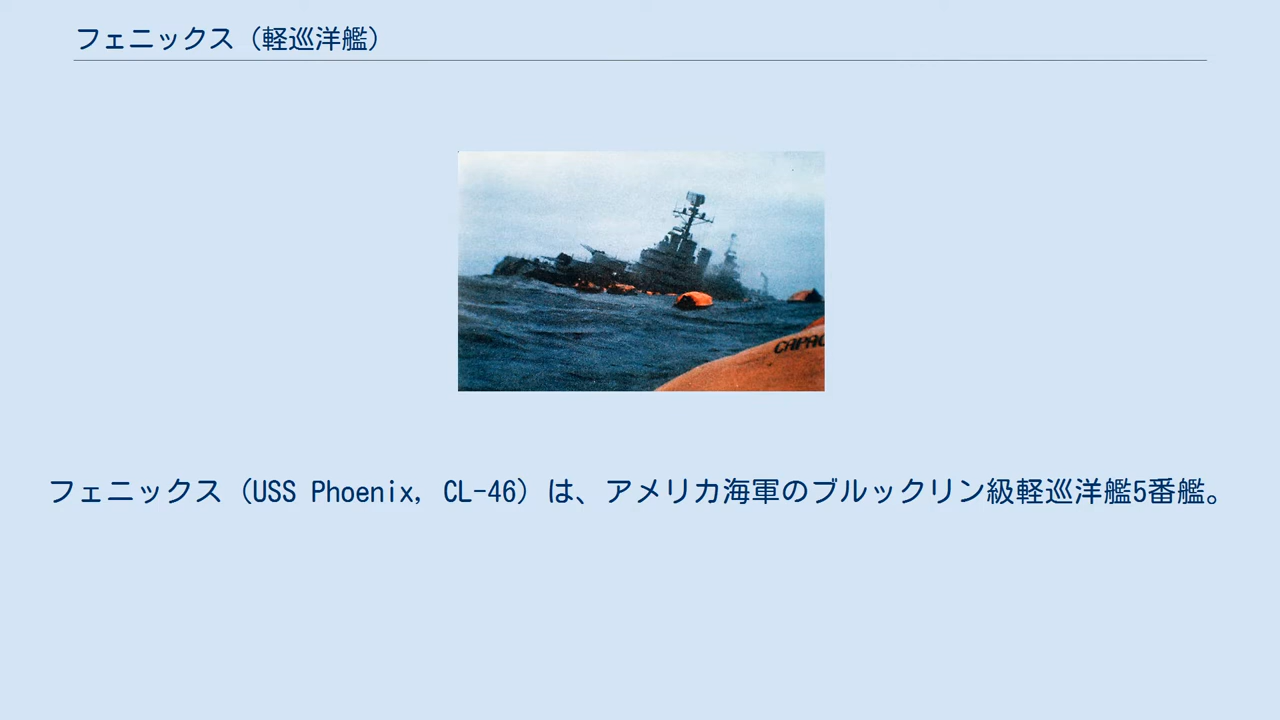 フェニックス（軽巡洋艦）
CAPAC
フェニックス（USS Phoenix, CL-46）は、アメリカ海軍のブルックリン級軽巡洋艦5番艦。